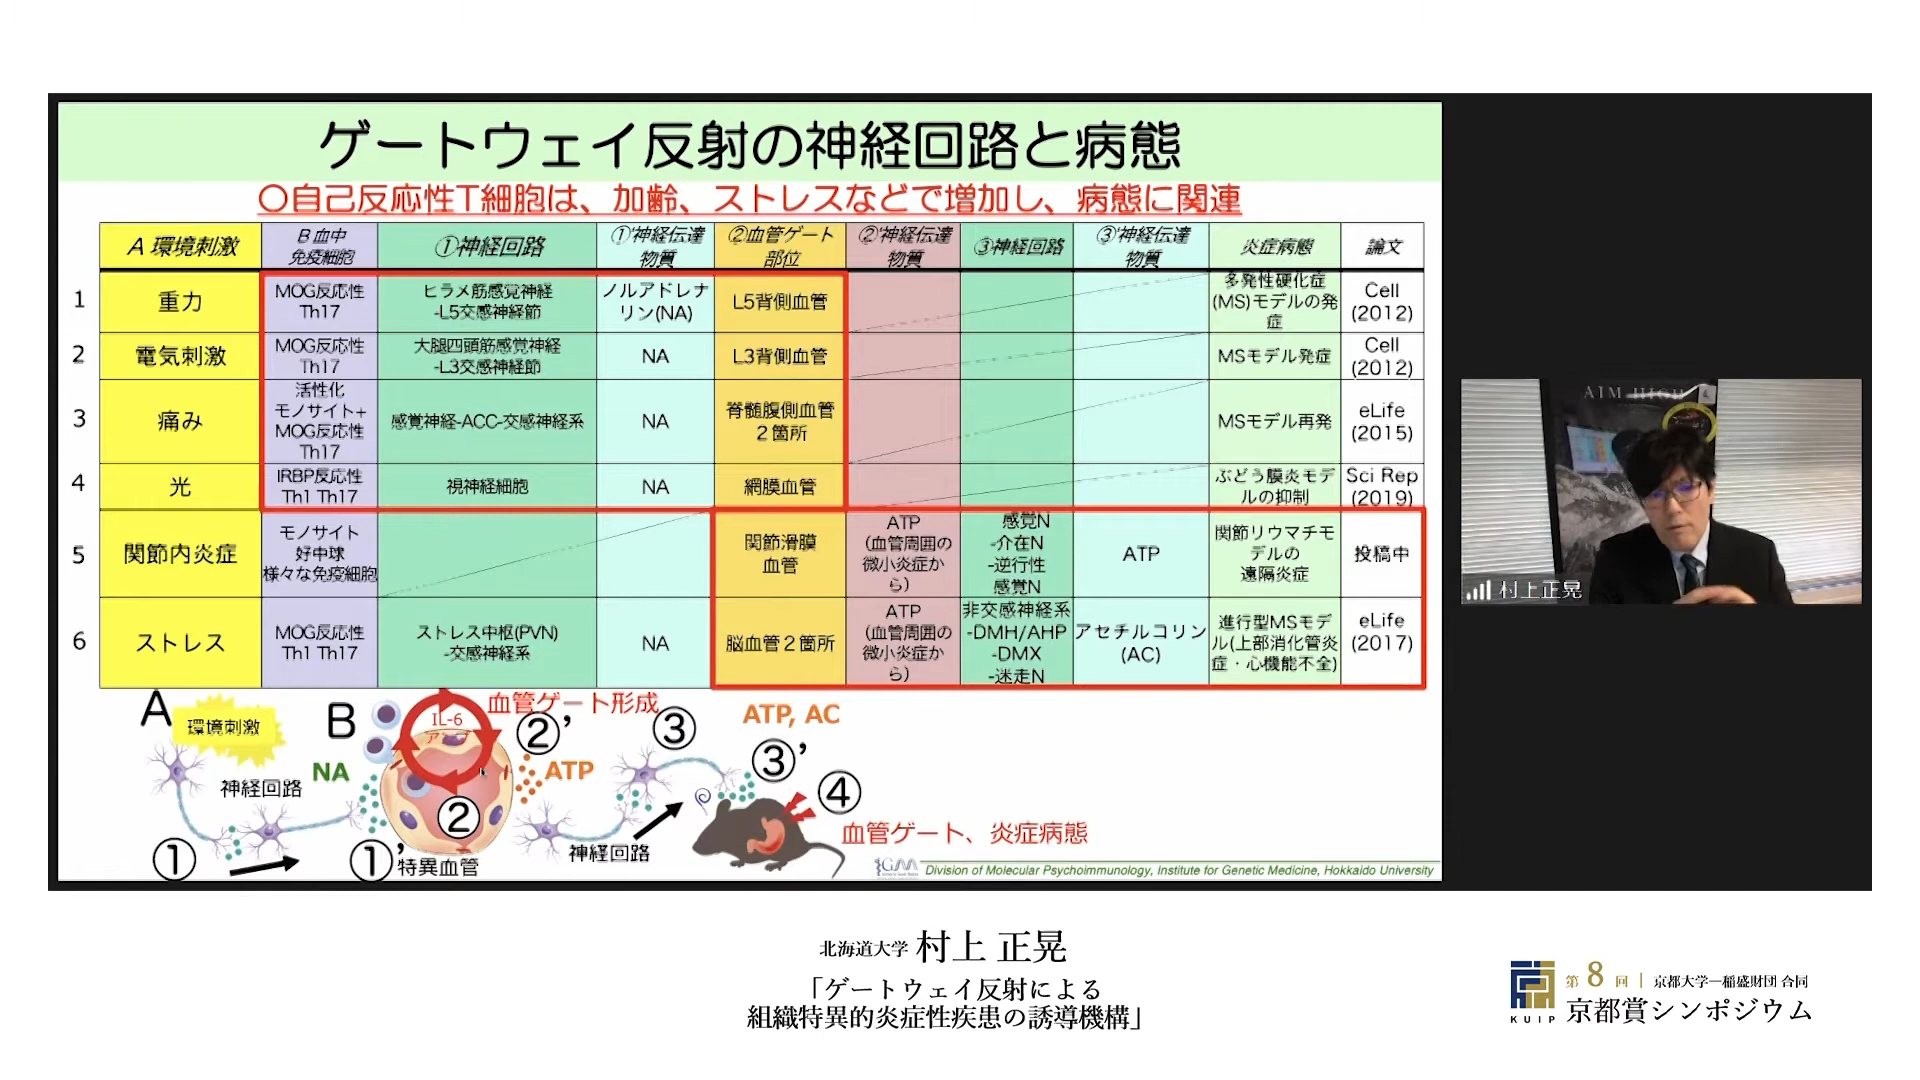 ゲートウェイ反射の神経回路と病態
〇自己反応性T細胞は、加齢、ストレスなどで増加し、病態に関連
A 環境刺激
B 血中
免疫細胞
①神経回路
①'神経伝達
物質
②血管ゲート
部位
②'神経伝達
物質
③神経回路
③'神経伝達
物質
炎症病態
論文
1
重力
MOG反応性
Th17
ヒラメ筋感覚神経
-L5交感神経節
ノルアドレナ
リン(NA)
L5背側血管
多発性硬化症
(MS)モデルの発
症
Cell
(2012)
2
電気刺激
MOG反応性
Th17
大腿四頭筋感覚神経
-L3交感神経節
NA
L3背側血管
MSモデル発症
Cell
(2012)
3
痛み
活性化
モノサイト+
MOG反応性
Th17
感覚神経-ACC-交感神経系
NA
脊髄腹側血管
２箇所
MSモデル再発
eLife
(2015)
4
光
IRBP反応性
Th1 Th17
視神経細胞
NA
網膜血管
ぶどう膜炎モデ
ルの抑制
Sci Rep
(2019)
5
関節内炎症
モノサイト
好中球
様々な免疫細胞
関節滑膜
血管
ATP
(血管周囲の
微小炎症か
ら)
感覚N
-介在N
-逆行性
感覚N
ATP
関節リウマチモ
デルの
遠隔炎症
投稿中
6
ストレス
MOG反応性
Th1 Th17
ストレス中枢(PVN)
-交感神経系
NA
脳血管２箇所
ATP
(血管周囲の
微小炎症か
ら)
非交感神経系
-DMH/AHP
-DMX
-迷走N
アセチルコリン
(AC)
進行型MSモデ
ル(上部消化管炎
症・心機能不全)
eLife
(2017)
A
環境刺激
B
IL-6
アンプ
血管ゲート形成
②'
③
ATP, AC
③'
NA
ATP
④
神経回路
②
血管ゲート、炎症病態
①
①'
特異血管
神経回路
IGM
Division of Molecular Psychoimmunology, Institute for Genetic Medicine, Hokkaido University
AIM HIGH
村上正晃
北海道大学 村上 正晃
「ゲートウェイ反射による
組織特異的炎症性疾患の誘導機構」
KUIP
第8回｜京都大学―稲盛財団 合同
京都賞シンポジウム